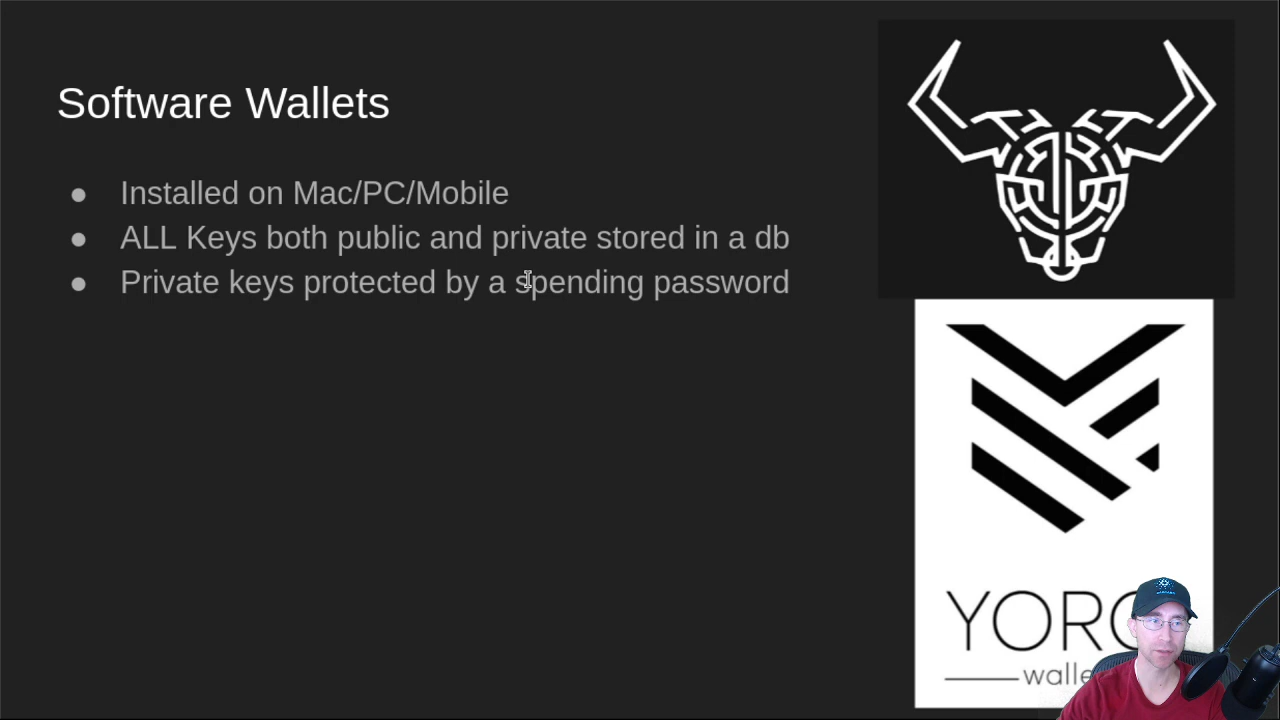 Software Wallets
● Installed on Mac/PC/Mobile
● ALL Keys both public and private stored in a db
● Private keys protected by a spending password